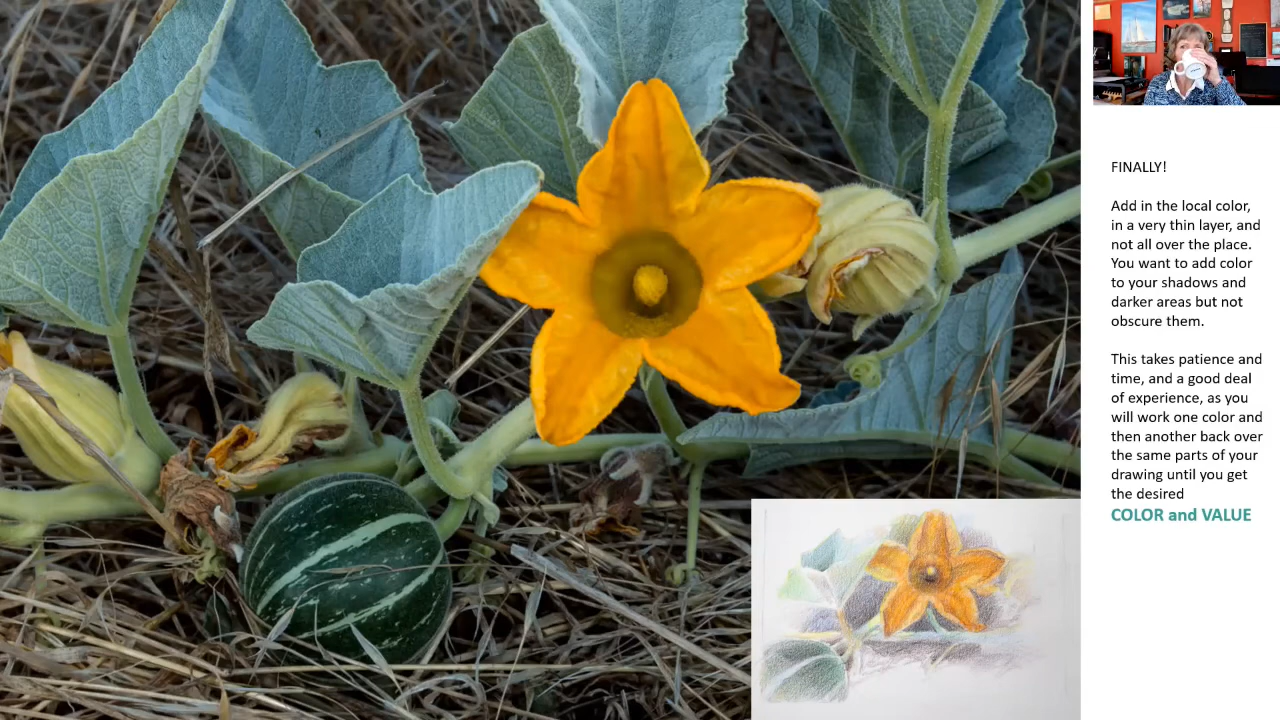 FINALLY!
Add in the local color,
in a very thin layer, and
not all over the place.
You want to add color
to your shadows and
darker areas but not
obscure them.
This takes patience and
time, and a good deal
of experience, as you
will work one color and
then another back over
the same parts of your
drawing until you get
the desired
COLOR and VALUE